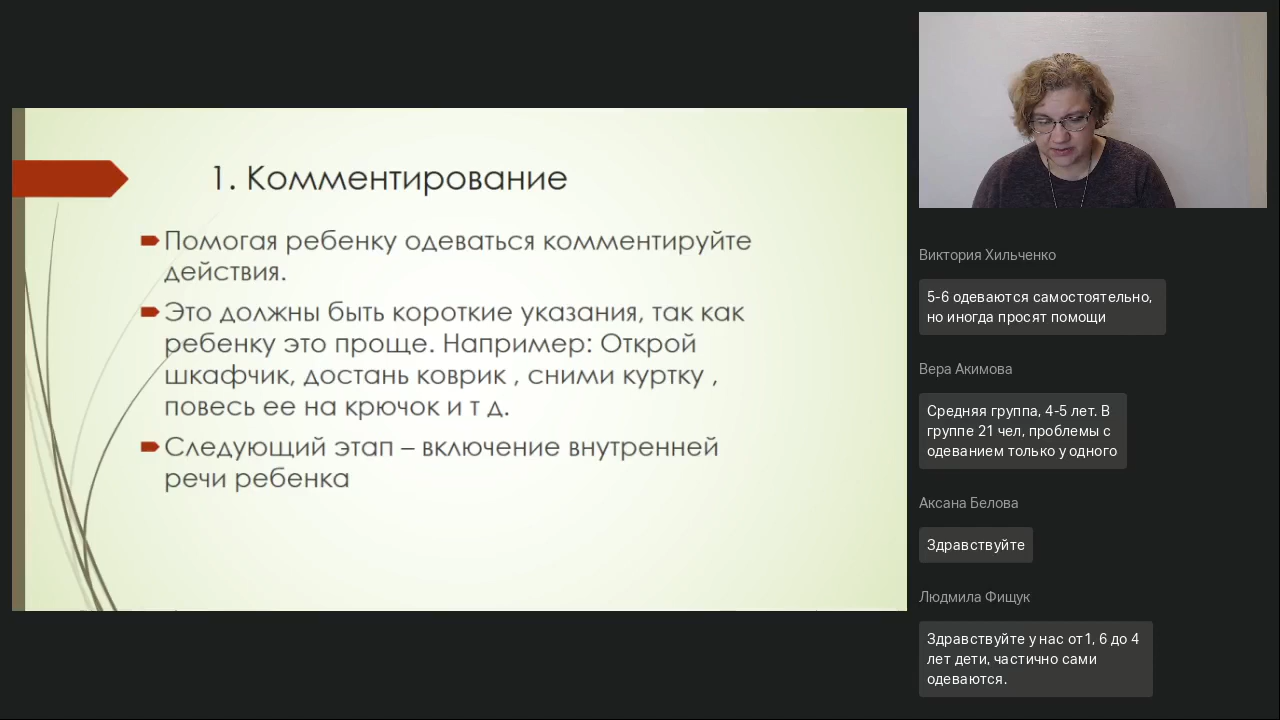 1. Комментирование
Помогая ребенку одеваться комментируйте
действия.
Это должны быть короткие указания, так как
ребенку это проще. Например: Открой
шкафчик, достань коврик , сними куртку ,
повесь ее на крючок и т д.
Следующий этап – включение внутренней
речи ребенка
Виктория Хильченко
5-6 одеваются самостоятельно,
но иногда просят помощи
Вера Акимова
Средняя группа, 4-5 лет. В
группе 21 чел, проблемы с
одеванием только у одного
Аксана Белова
Здравствуйте
Людмила Фищук
Здравствуйте у нас от1, 6 до 4
лет дети, частично сами
одеваются.